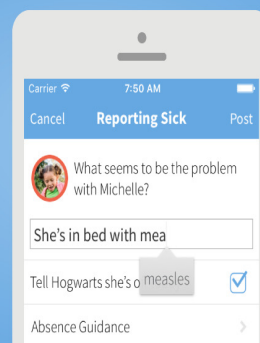 Carrier 7:50 AM
Cancel Reporting Sick Post
What seems to be the problem
with Michelle?
She's in bed with mea
measles
Tell Hogwarts she's o
Absence Guidance